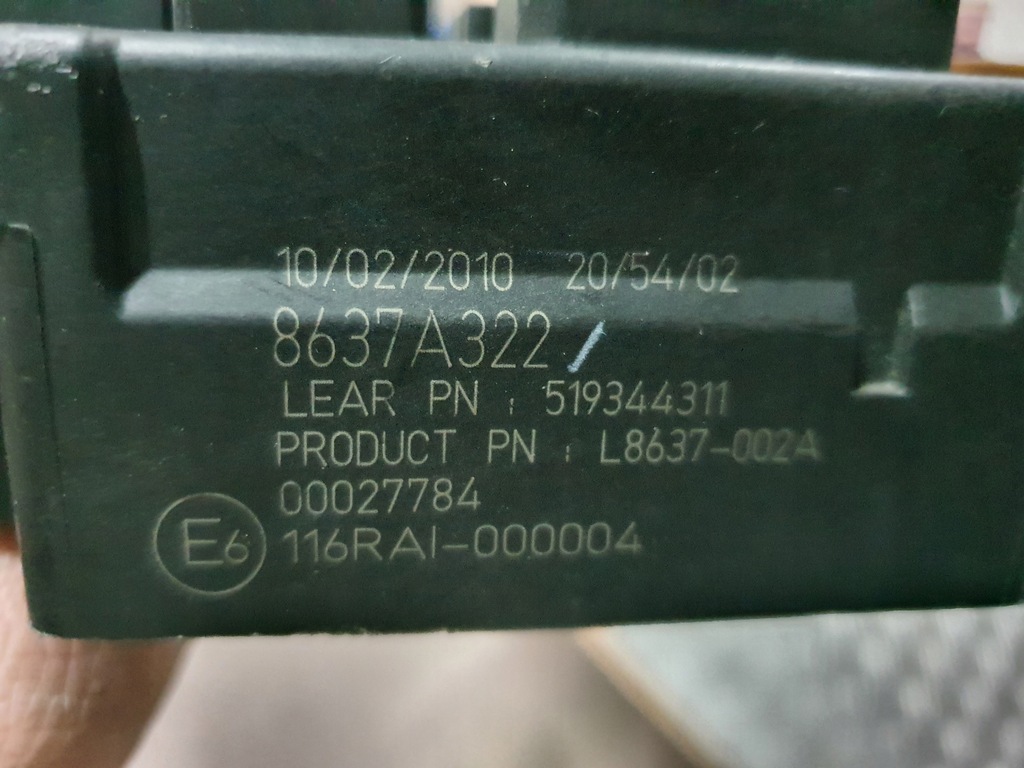 10/02/2010 20/54/02
8637A322
LEAR PN : 519344311
PRODUCT PN : L8637-002A
00027784
E6 116RAI-000004